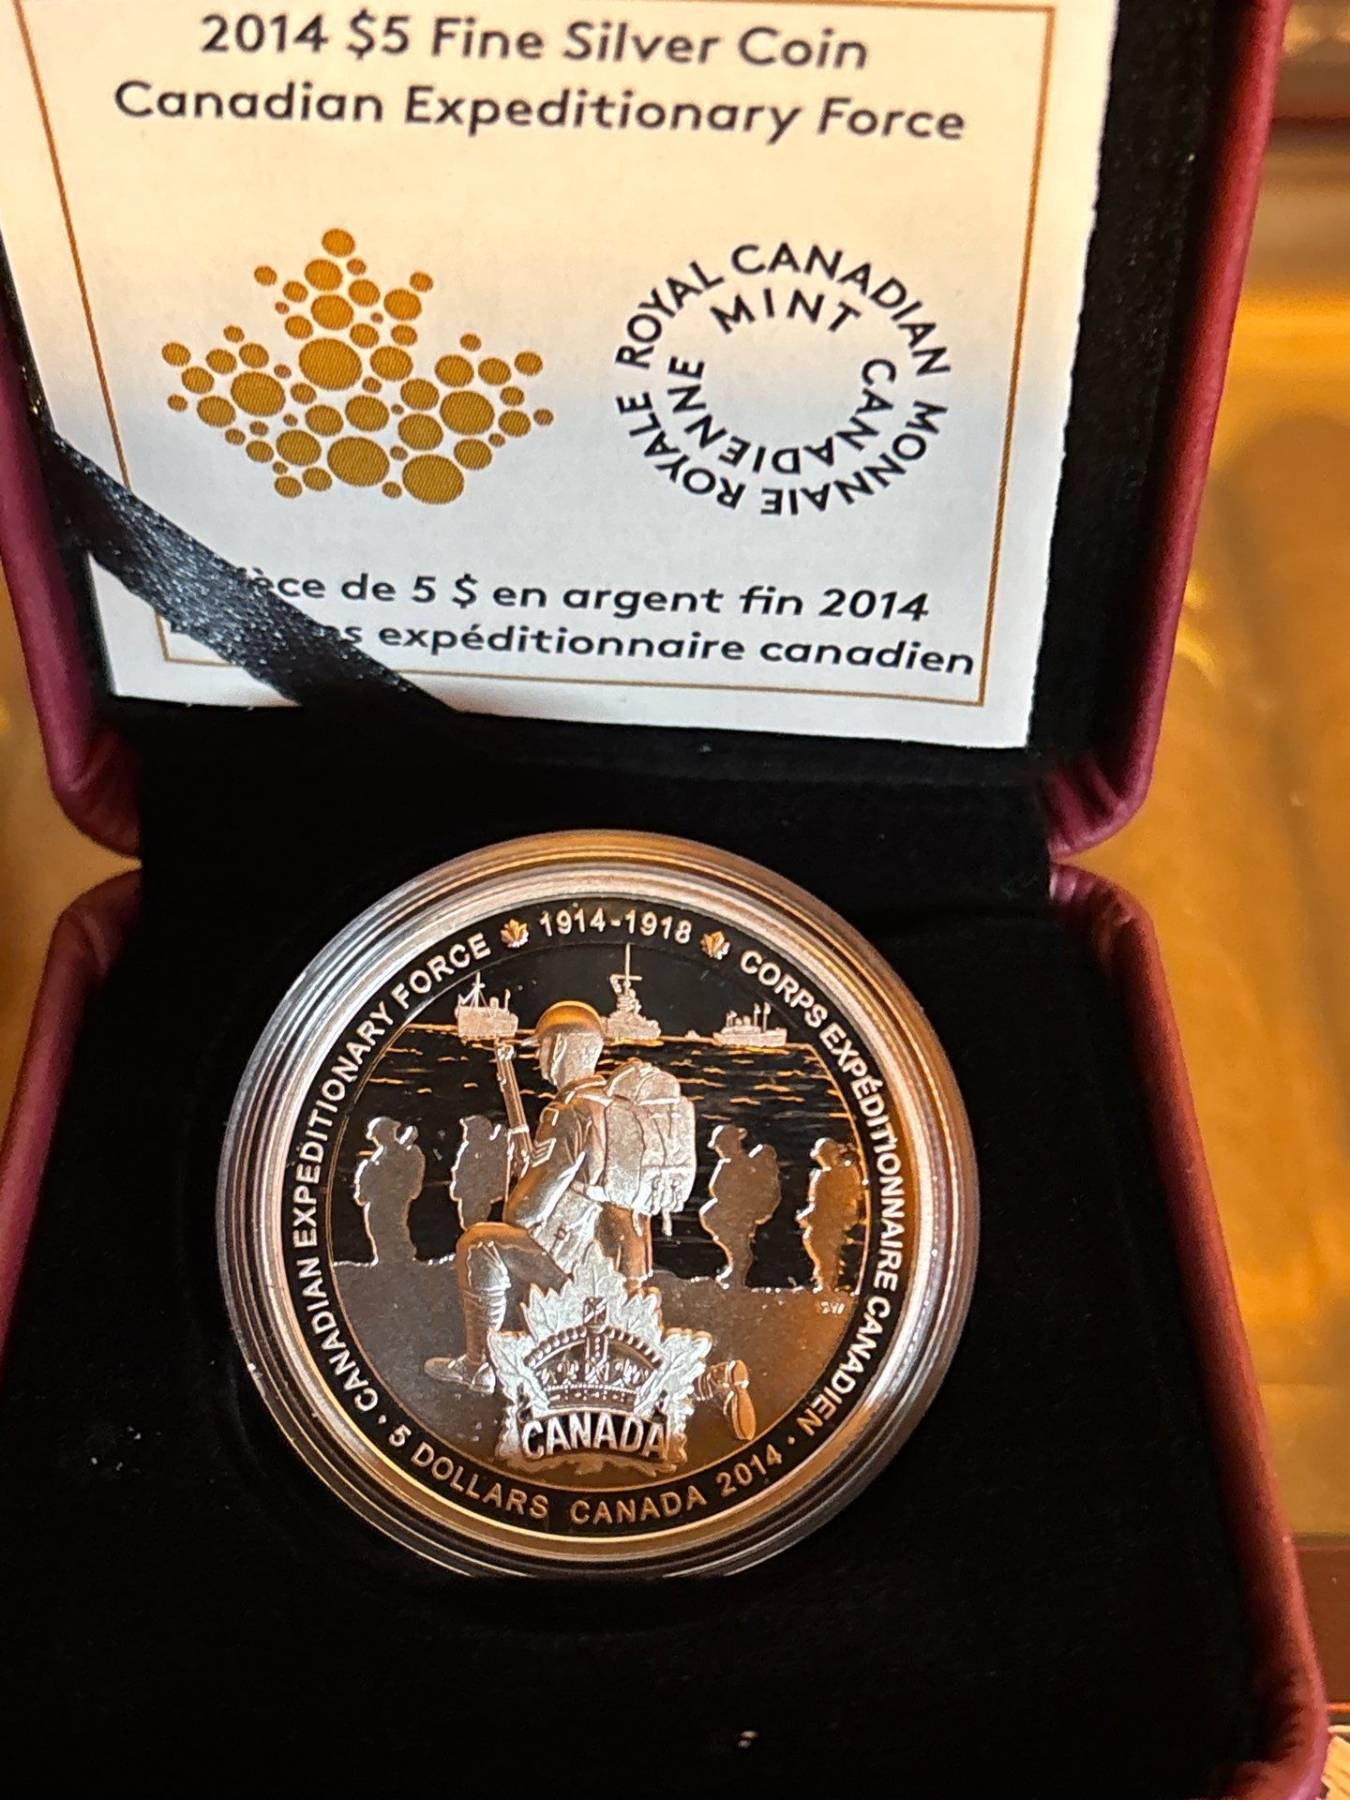 2014 $5 Fine Silver Coin
Canadian Expeditionary Force
ROYAL CANADIAN MINT
MONNAIE ROYALE CANADIENNE
de 5 $ en argent fin 2014
expéditionnaire canadien
CANADIAN EXPEDITIONARY FORCE 1914-1918 CORPS EXPÉDITIONNAIRE CANADIEN
CANADA
5 DOLLARS CANADA 2014